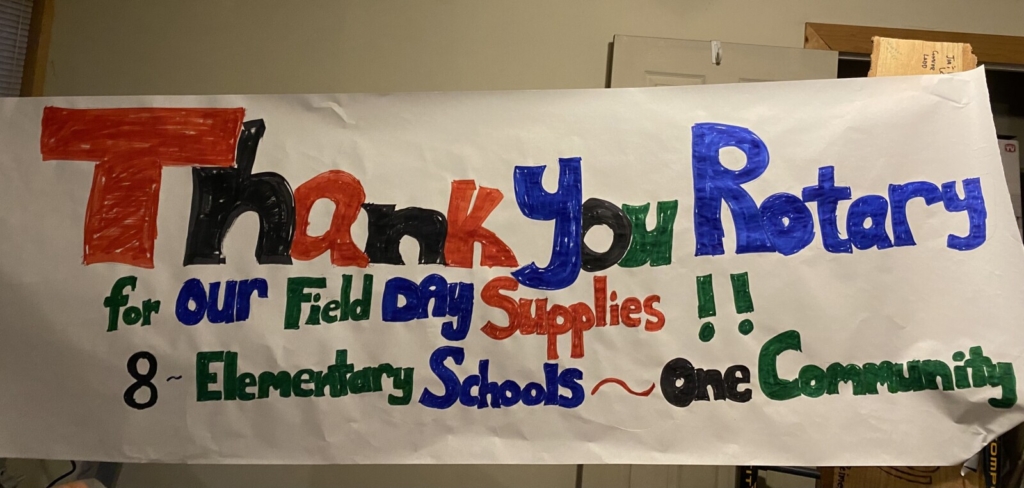 Thank you Rotary
for our Field DAy Supplies !!
8 ~ Elementary Schools ~ One Community